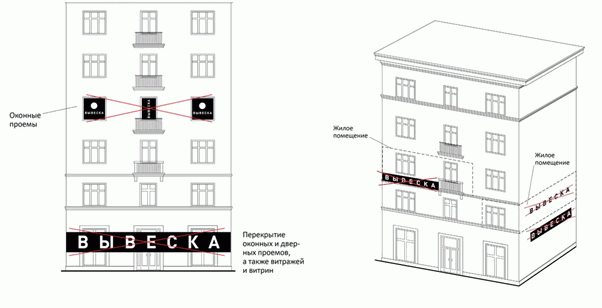 Оконные
проемы
ВЫВЕСКА
ВЫВЕСКА
ВЫВЕСКА
ВЫВЕСКА
Перекрытие
оконных и двер-
ных проемов,
а также витражей
и витрин
Жилое
помещение
ВЫВЕСКА
Жилое
помещение
ВЫВЕСКА
ВЫВЕСКА